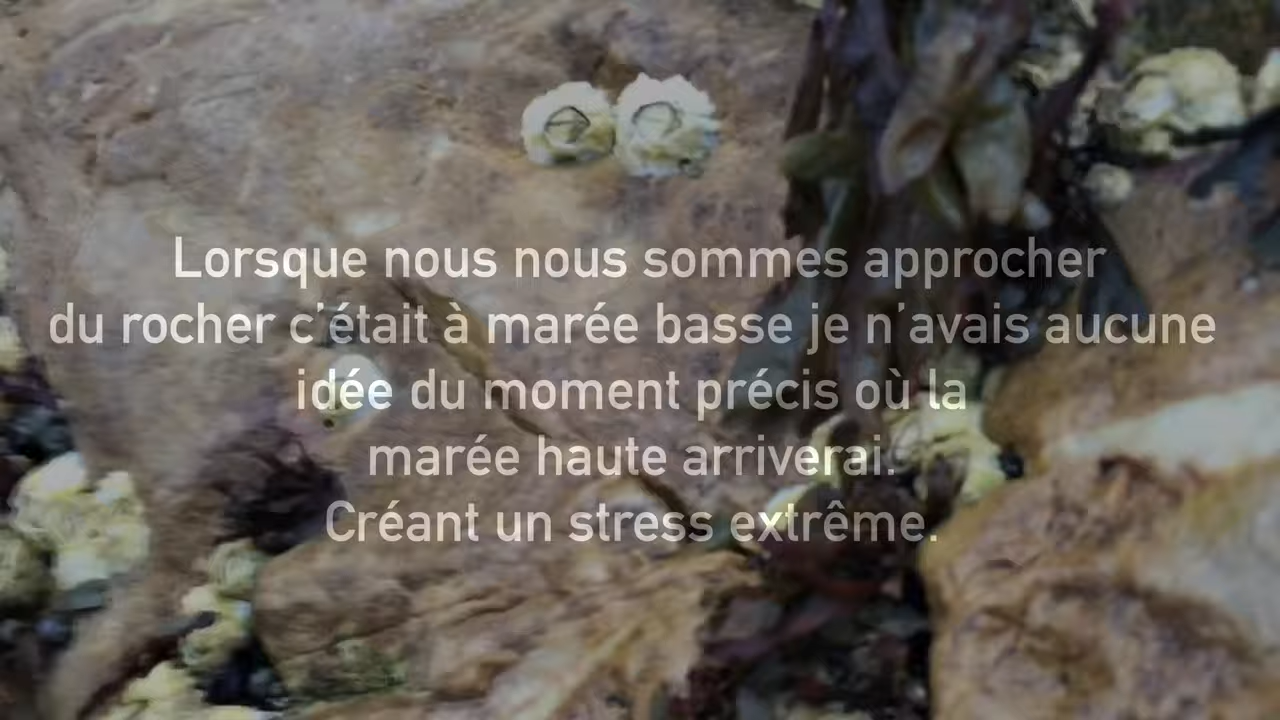 Lorsque nous nous sommes approcher
du rocher c'était à marée basse je n'avais aucune
idée du moment précis où la
marée haute arriverai.
Créant un stress extrême.